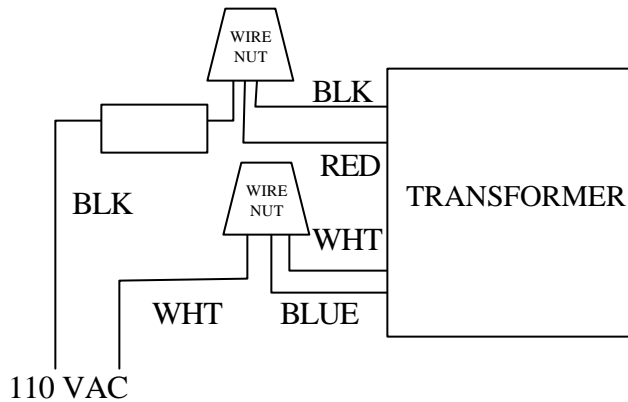 WIRE
NUT
BLK
RED
BLK
WIRE
NUT
TRANSFORMER
WHT
WHT
BLUE
110 VAC